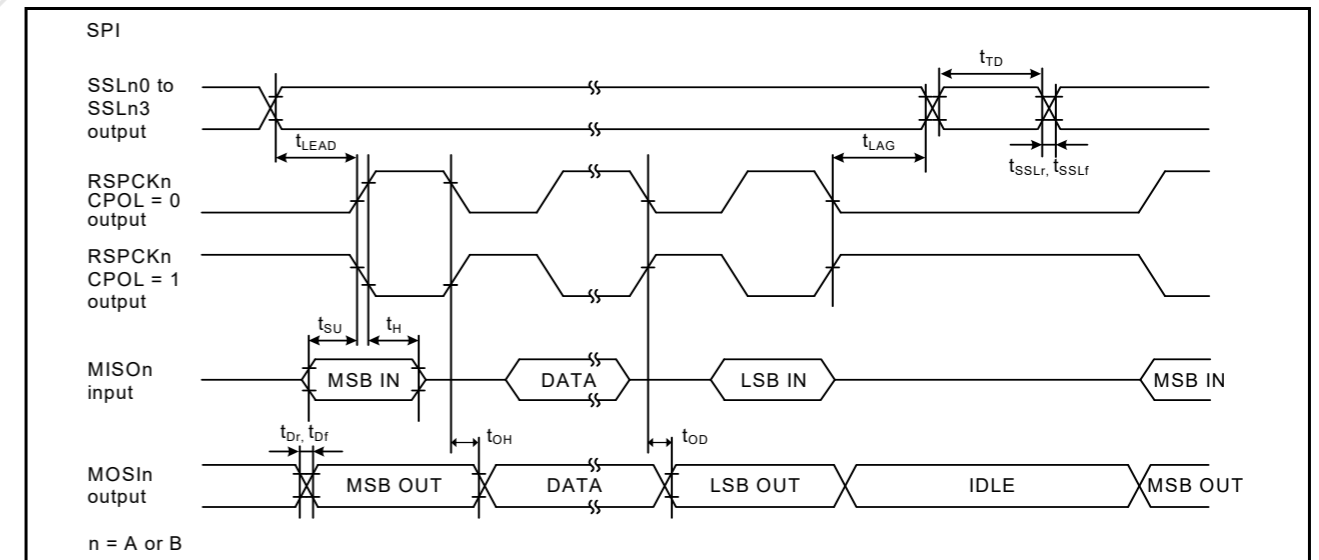 SPI
SSLn0 to
SSLn3
output
tTD
tLEAD
tLAG
tSSLr, tSSLf
RSPCKn
CPOL = 0
output
RSPCKn
CPOL = 1
output
tSU
tH
MISOn
input
MSB IN
DATA
LSB IN
MSB IN
tDr, tDf
tOH
tOD
MOSIn
output
MSB OUT
DATA
LSB OUT
IDLE
MSB OUT
n = A or B